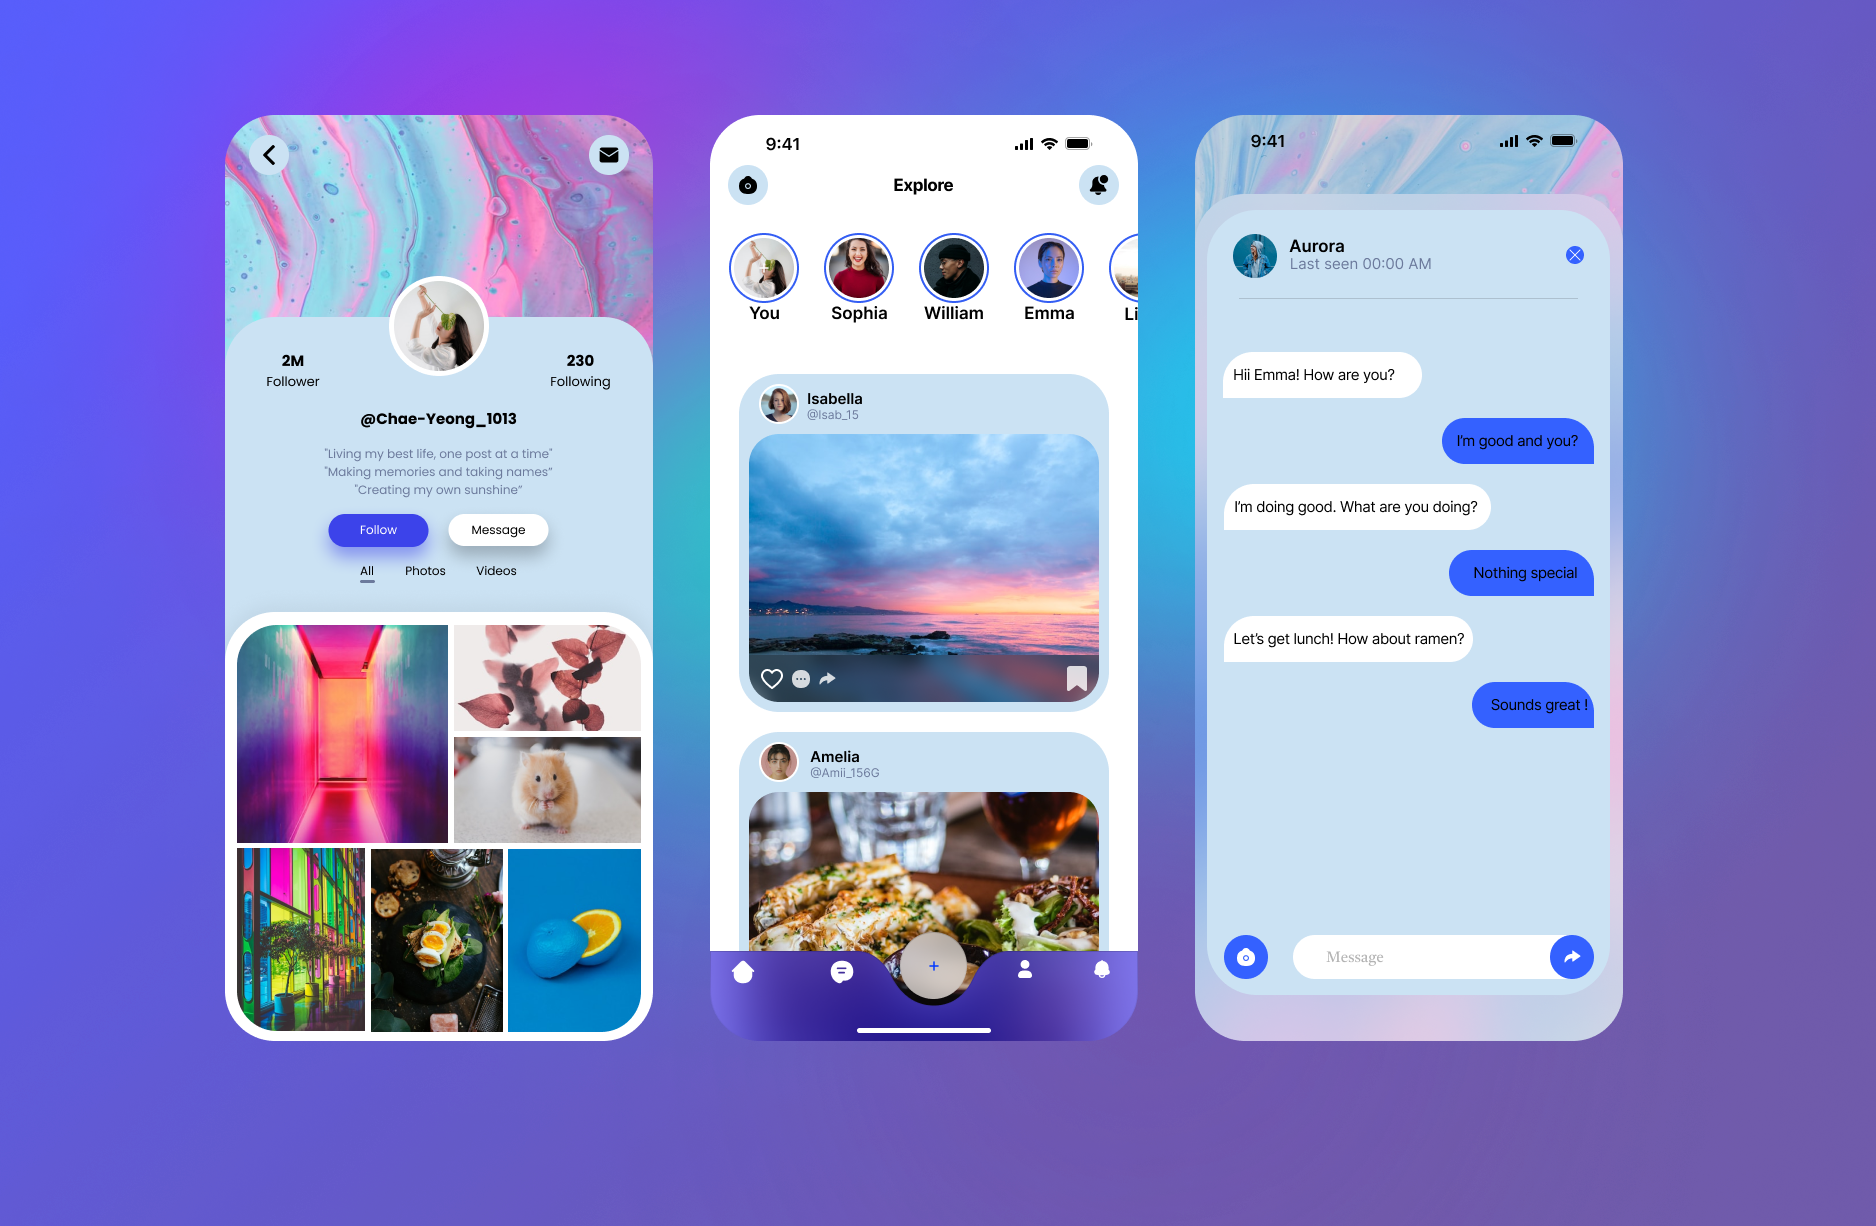 2M
Follower
230
Following
@Chae-Yeong_1013
"Living my best life, one post at a time"
"Making memories and taking names"
"Creating my own sunshine"
Follow
Message
All
Photos
Videos
9:41
Explore
You
Sophia
William
Emma
Li
Isabella
@Isab_15
Amelia
@Amii_156G
9:41
Aurora
Last seen 00:00 AM
Hii Emma! How are you?
I'm good and you?
I'm doing good. What are you doing?
Nothing special
Let's get lunch! How about ramen?
Sounds great !
Message